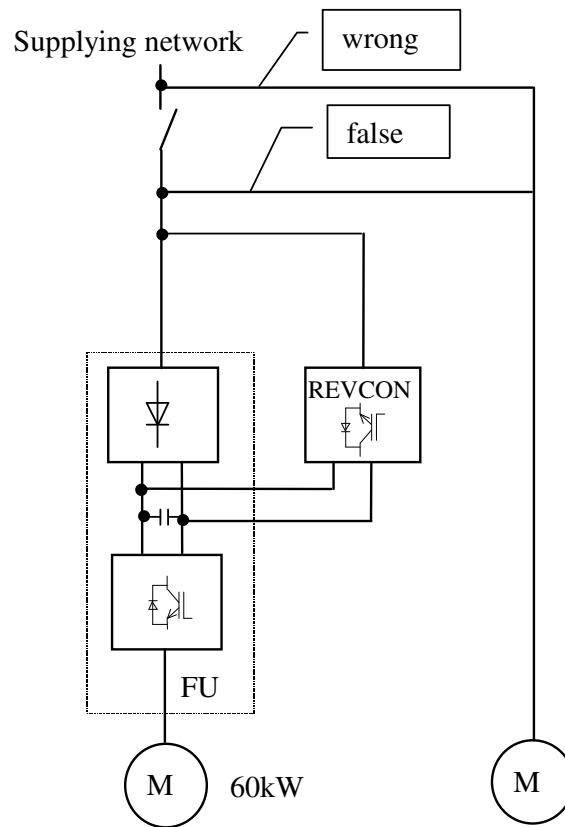 Supplying network
wrong
false
REVCON
FU
M
60kW
M